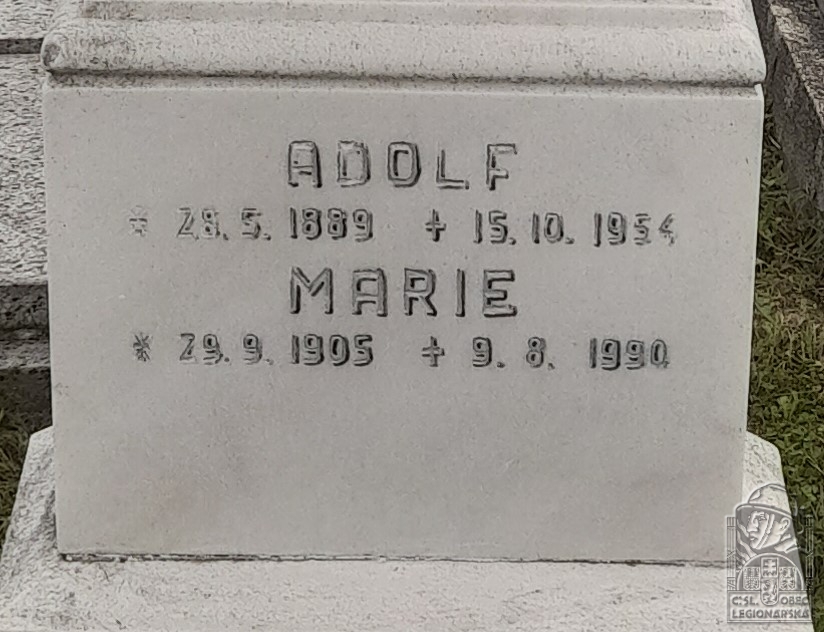 ADOLF
* 28. 5. 1889 + 15. 10. 1954
MARIE
* 29. 9. 1905 + 9. 8. 1990
ČSL. OBEC
LEGIONÁŘSKÁ